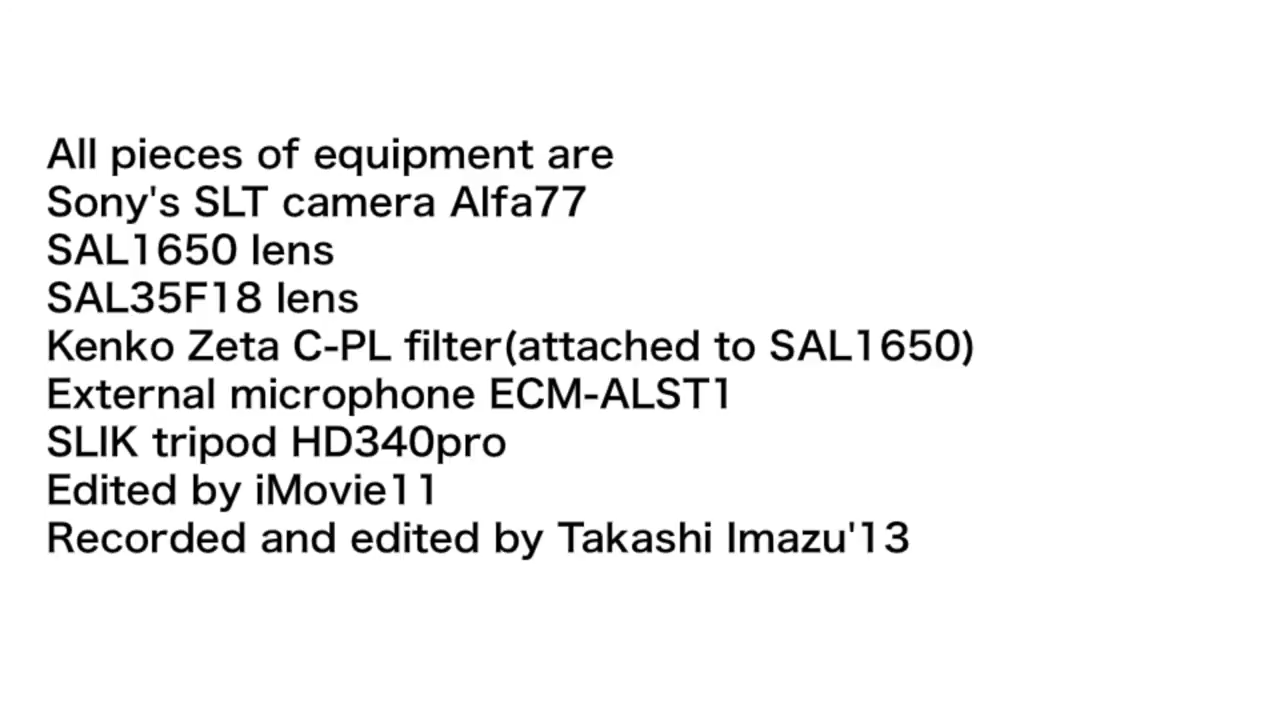 All pieces of equipment are
Sony's SLT camera Alfa77
SAL1650 lens
SAL35F18 lens
Kenko Zeta C-PL filter(attached to SAL1650)
External microphone ECM-ALST1
SLIK tripod HD340pro
Edited by iMovie11
Recorded and edited by Takashi Imazu'13